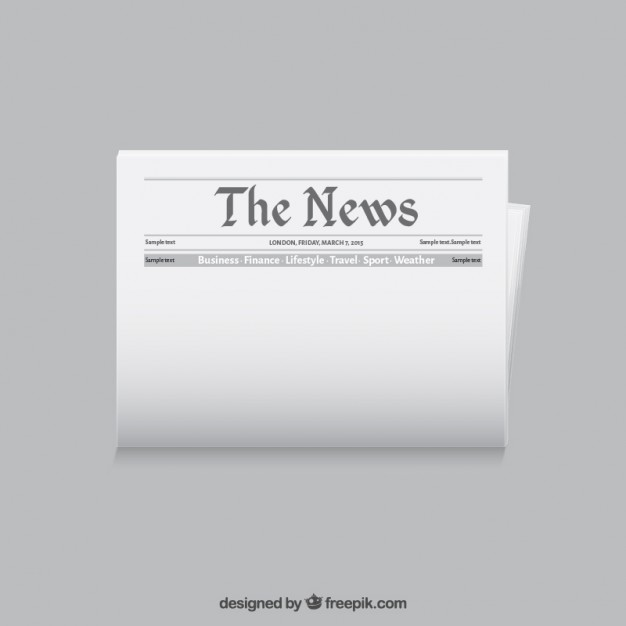 The News
Sample text LONDON, FRIDAY, MARCH 7, 2015 Sample text. Sample text
Sample text Business · Finance · Lifestyle · Travel · Sport · Weather Sample text
designed by freepik.com